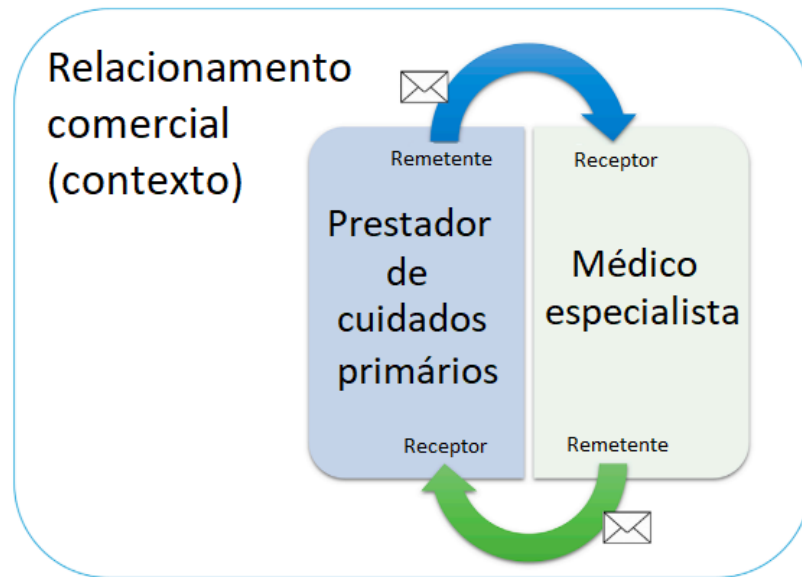 Relacionamento
comercial
(contexto)
Remetente
Receptor
Prestador
de
cuidados
primários
Médico
especialista
Receptor
Remetente